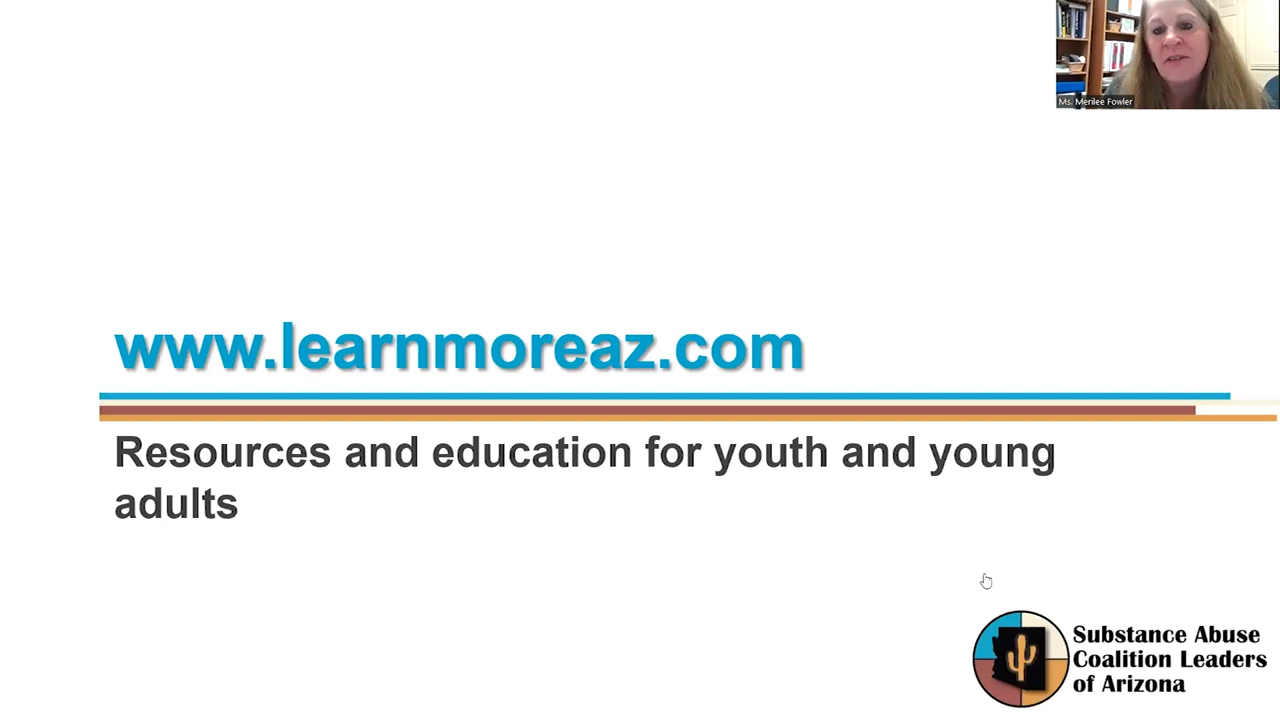 Ms. Merilee Fowler
www.learnmoreaz.com
Resources and education for youth and young
adults
Substance Abuse
Coalition Leaders
of Arizona